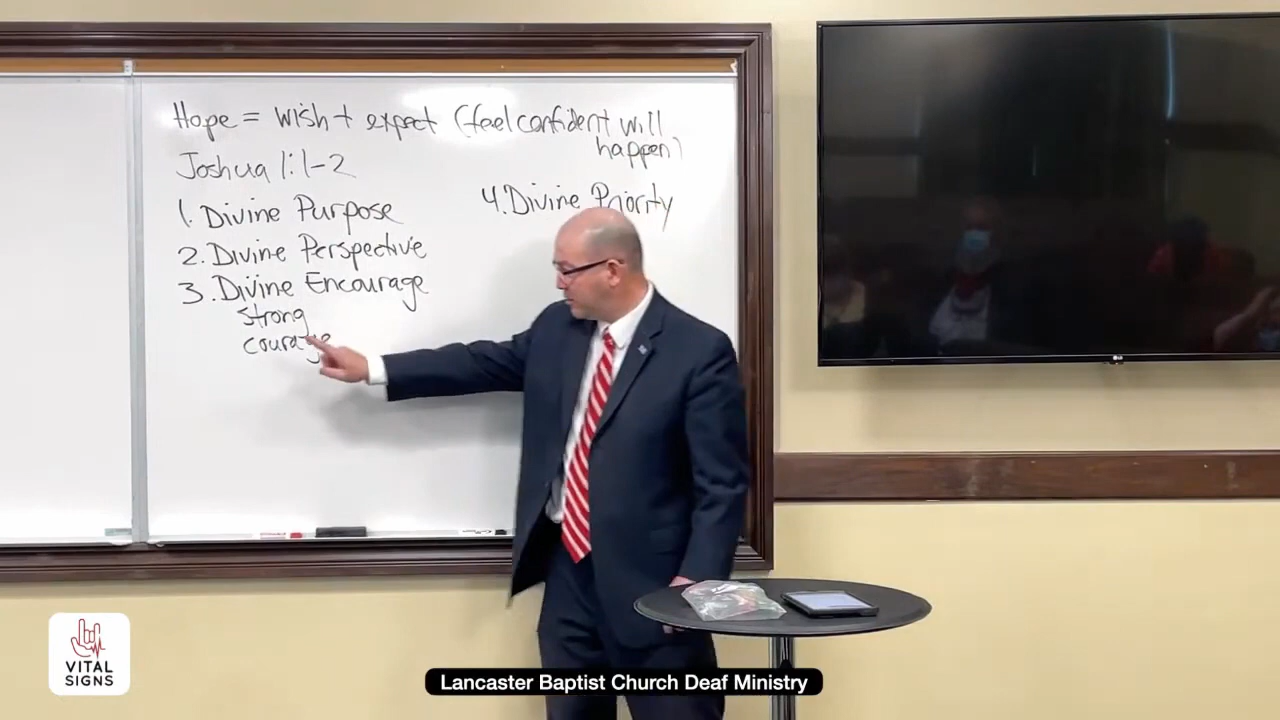 Hope = wish + expect (feel confident will
happen)
Joshua 1:1-2
1. Divine Purpose
2. Divine Perspective
3. Divine Encourage
strong
courage
4. Divine Priority
LG
VITAL
SIGNS
Lancaster Baptist Church Deaf Ministry